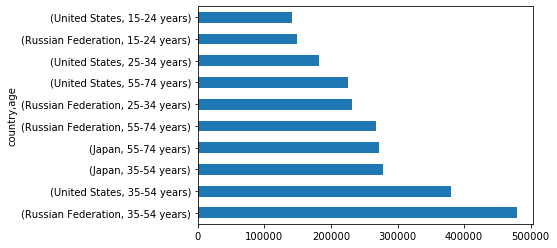 (United States, 15-24 years)
(Russian Federation, 15-24 years)
(United States, 25-34 years)
(United States, 55-74 years)
(Russian Federation, 25-34 years)
(Russian Federation, 55-74 years)
(Japan, 55-74 years)
(Japan, 35-54 years)
(United States, 35-54 years)
(Russian Federation, 35-54 years)
country,age
0 100000 200000 300000 400000 500000